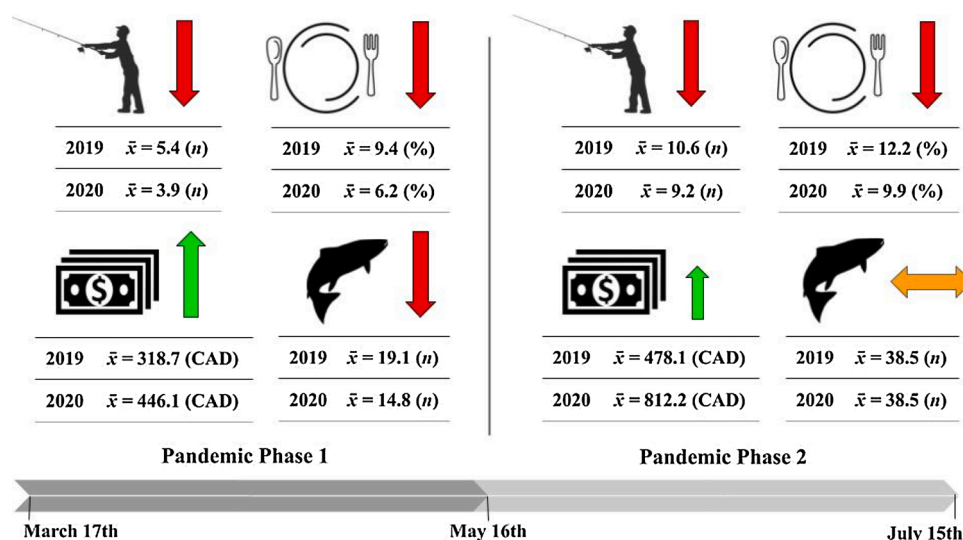 2019 x̄ = 5.4 (n)
2020 x̄ = 3.9 (n)
2019 x̄ = 9.4 (%)
2020 x̄ = 6.2 (%)
$
2019 x̄ = 318.7 (CAD)
2020 x̄ = 446.1 (CAD)
2019 x̄ = 19.1 (n)
2020 x̄ = 14.8 (n)
Pandemic Phase 1
2019 x̄ = 10.6 (n)
2020 x̄ = 9.2 (n)
2019 x̄ = 12.2 (%)
2020 x̄ = 9.9 (%)
$
2019 x̄ = 478.1 (CAD)
2020 x̄ = 812.2 (CAD)
2019 x̄ = 38.5 (n)
2020 x̄ = 38.5 (n)
Pandemic Phase 2
March 17th
May 16th
July 15th